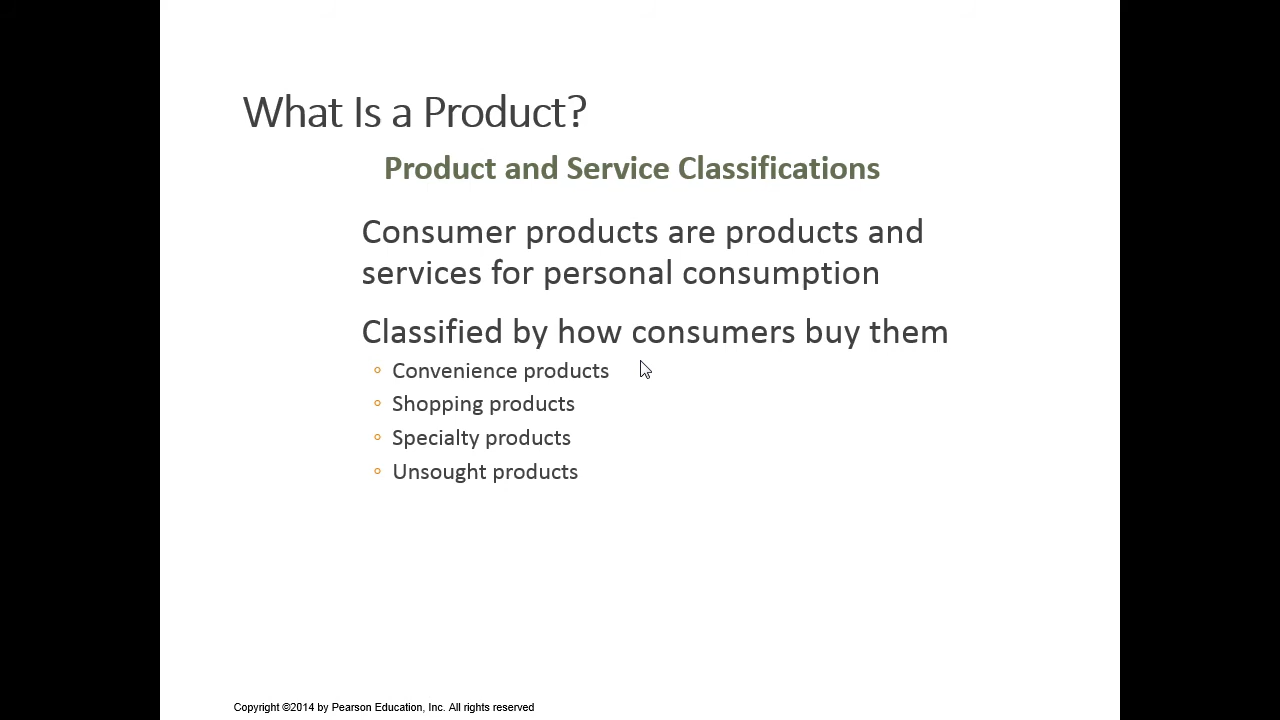 What Is a Product?
Product and Service Classifications
Consumer products are products and
services for personal consumption
Classified by how consumers buy them
° Convenience products
° Shopping products
° Specialty products
° Unsought products
Copyright ©2014 by Pearson Education, Inc. All rights reserved